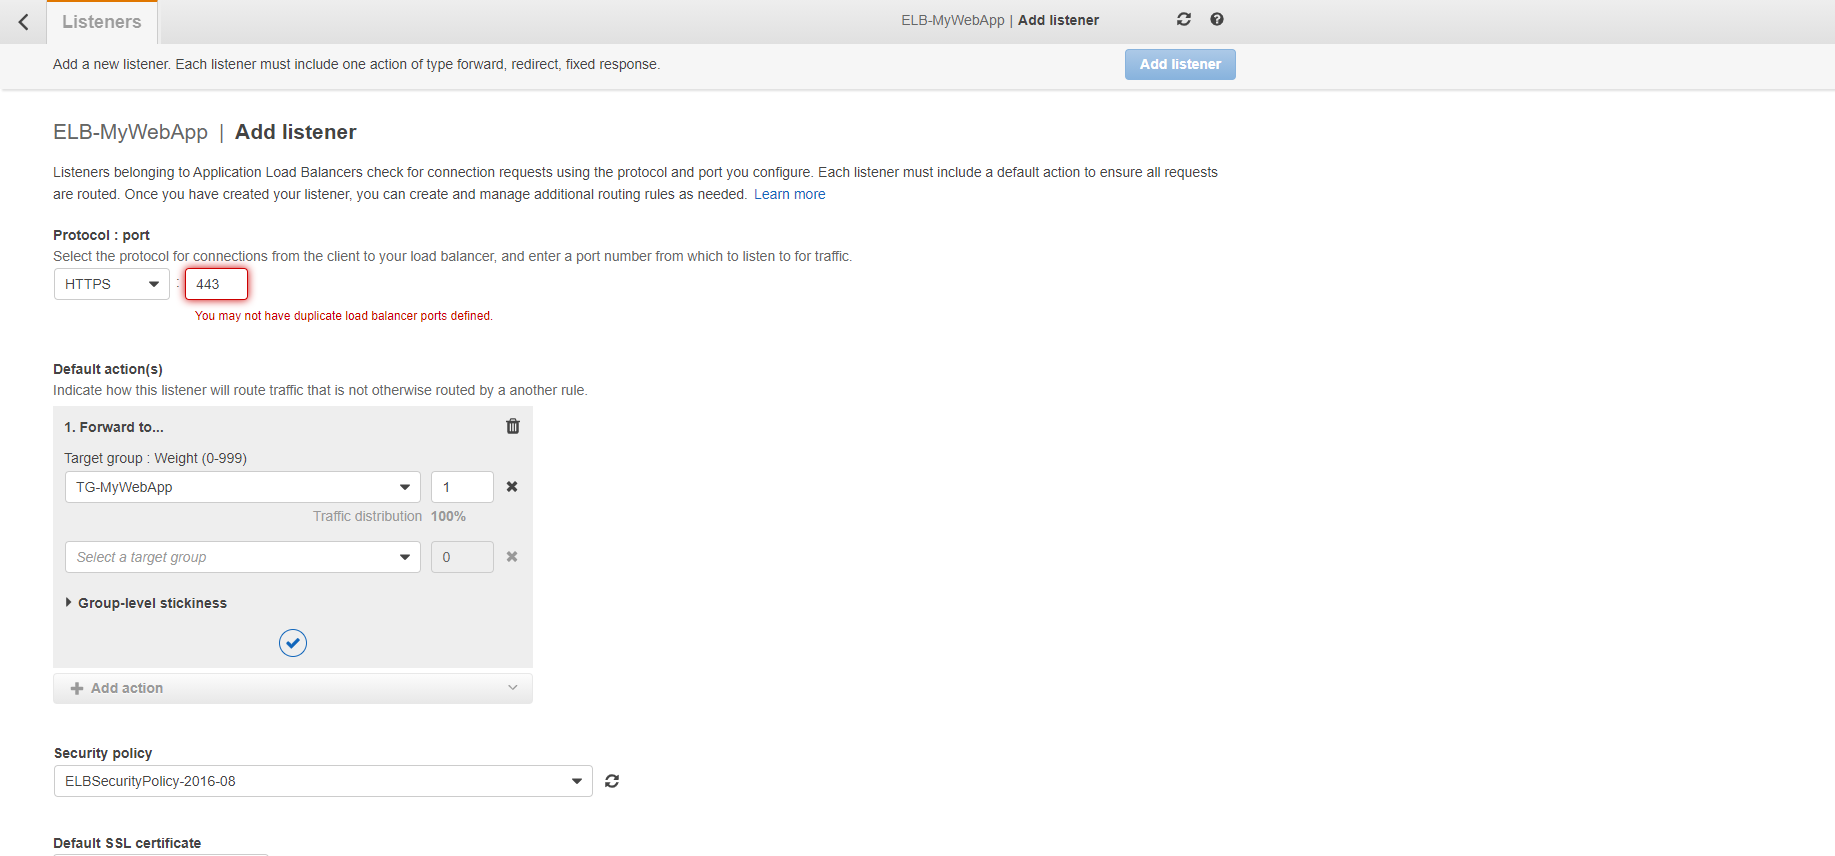 Listeners
ELB-MyWebApp | Add listener
Add a new listener. Each listener must include one action of type forward, redirect, fixed response.
Add listener
ELB-MyWebApp | Add listener
Listeners belonging to Application Load Balancers check for connection requests using the protocol and port you configure. Each listener must include a default action to ensure all requests
are routed. Once you have created your listener, you can create and manage additional routing rules as needed. Learn more
Protocol : port
Select the protocol for connections from the client to your load balancer, and enter a port number from which to listen to for traffic.
HTTPS : 443
You may not have duplicate load balancer ports defined.
Default action(s)
Indicate how this listener will route traffic that is not otherwise routed by a another rule.
1. Forward to...
Target group : Weight (0-999)
TG-MyWebApp 1
Traffic distribution 100%
Select a target group 0
Group-level stickiness
Add action
Security policy
ELBSecurityPolicy-2016-08
Default SSL certificate